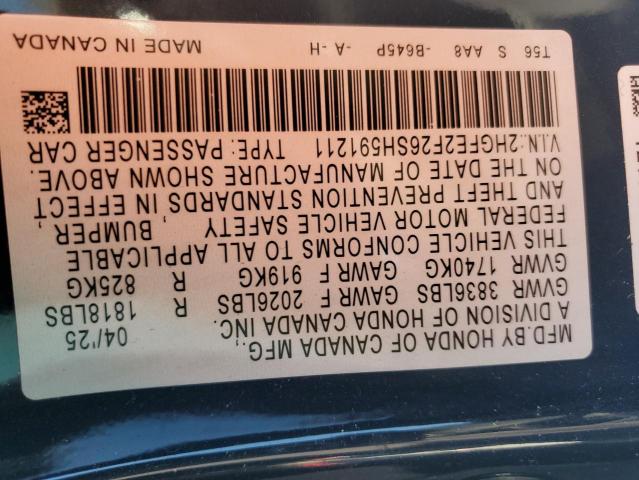 MFD.BY HONDA OF CANADA MFG.,
A DIVISION OF HONDA CANADA INC. 04/'25
GVWR 3836LBS GAWR F 2026LBS R 1818LBS
GVWR 1740KG GAWR F 919KG R 825KG
THIS VEHICLE CONFORMS TO ALL APPLICABLE
FEDERAL MOTOR VEHICLE SAFETY , BUMPER,
AND THEFT PREVENTION STANDARDS IN EFFECT
ON THE DATE OF MANUFACTURE SHOWN ABOVE.
V.I.N:2HGFE2F26SH591211 TYPE:PASSENGER CAR
T56 S AA8 -B645P -A -H MADE IN CANADA